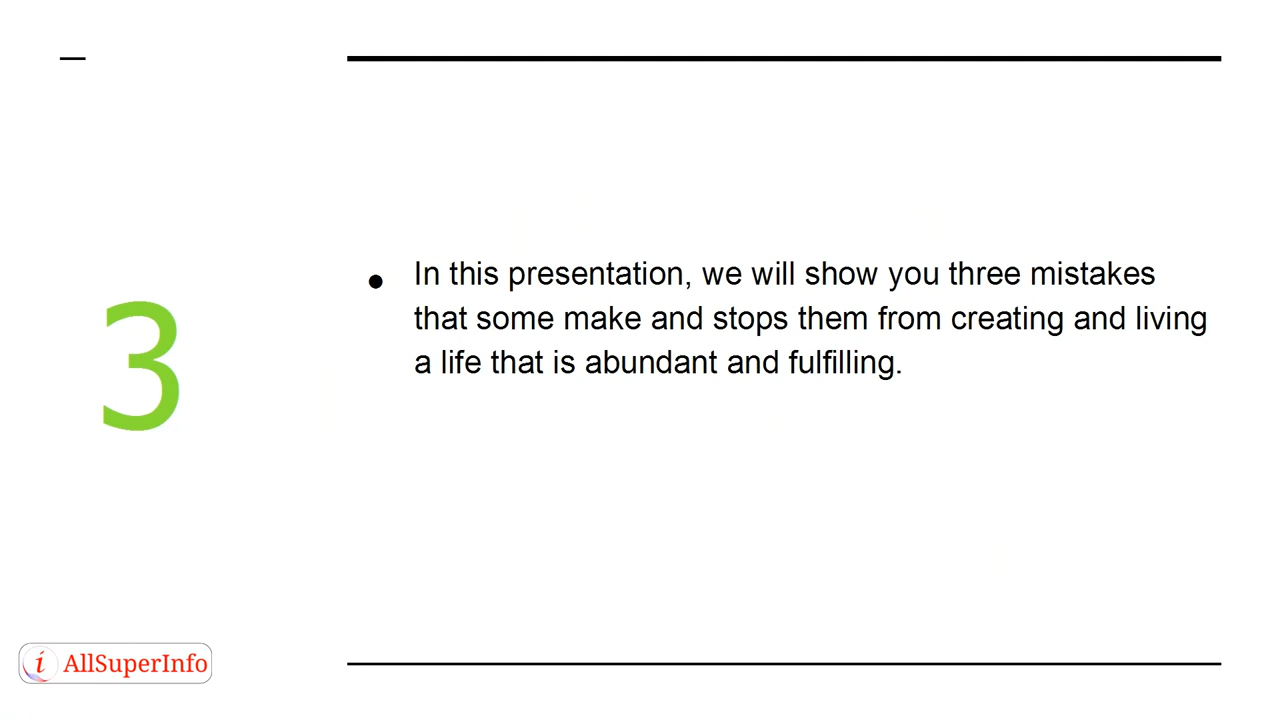 3
In this presentation, we will show you three mistakes
that some make and stops them from creating and living
a life that is abundant and fulfilling.
i AllSuperInfo